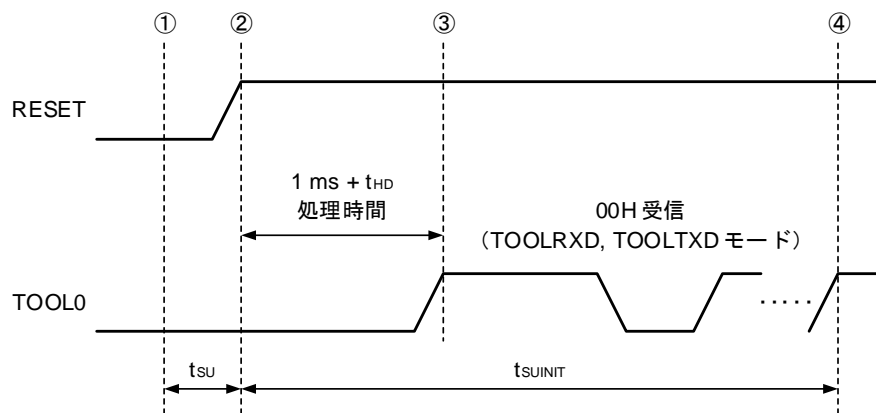 ① ② ③ ④
RESET
1 ms + tHD
処理時間
00H 受信
(TOOLRXD, TOOLTXD モード)
TOOL0
tSU
tSUINIT